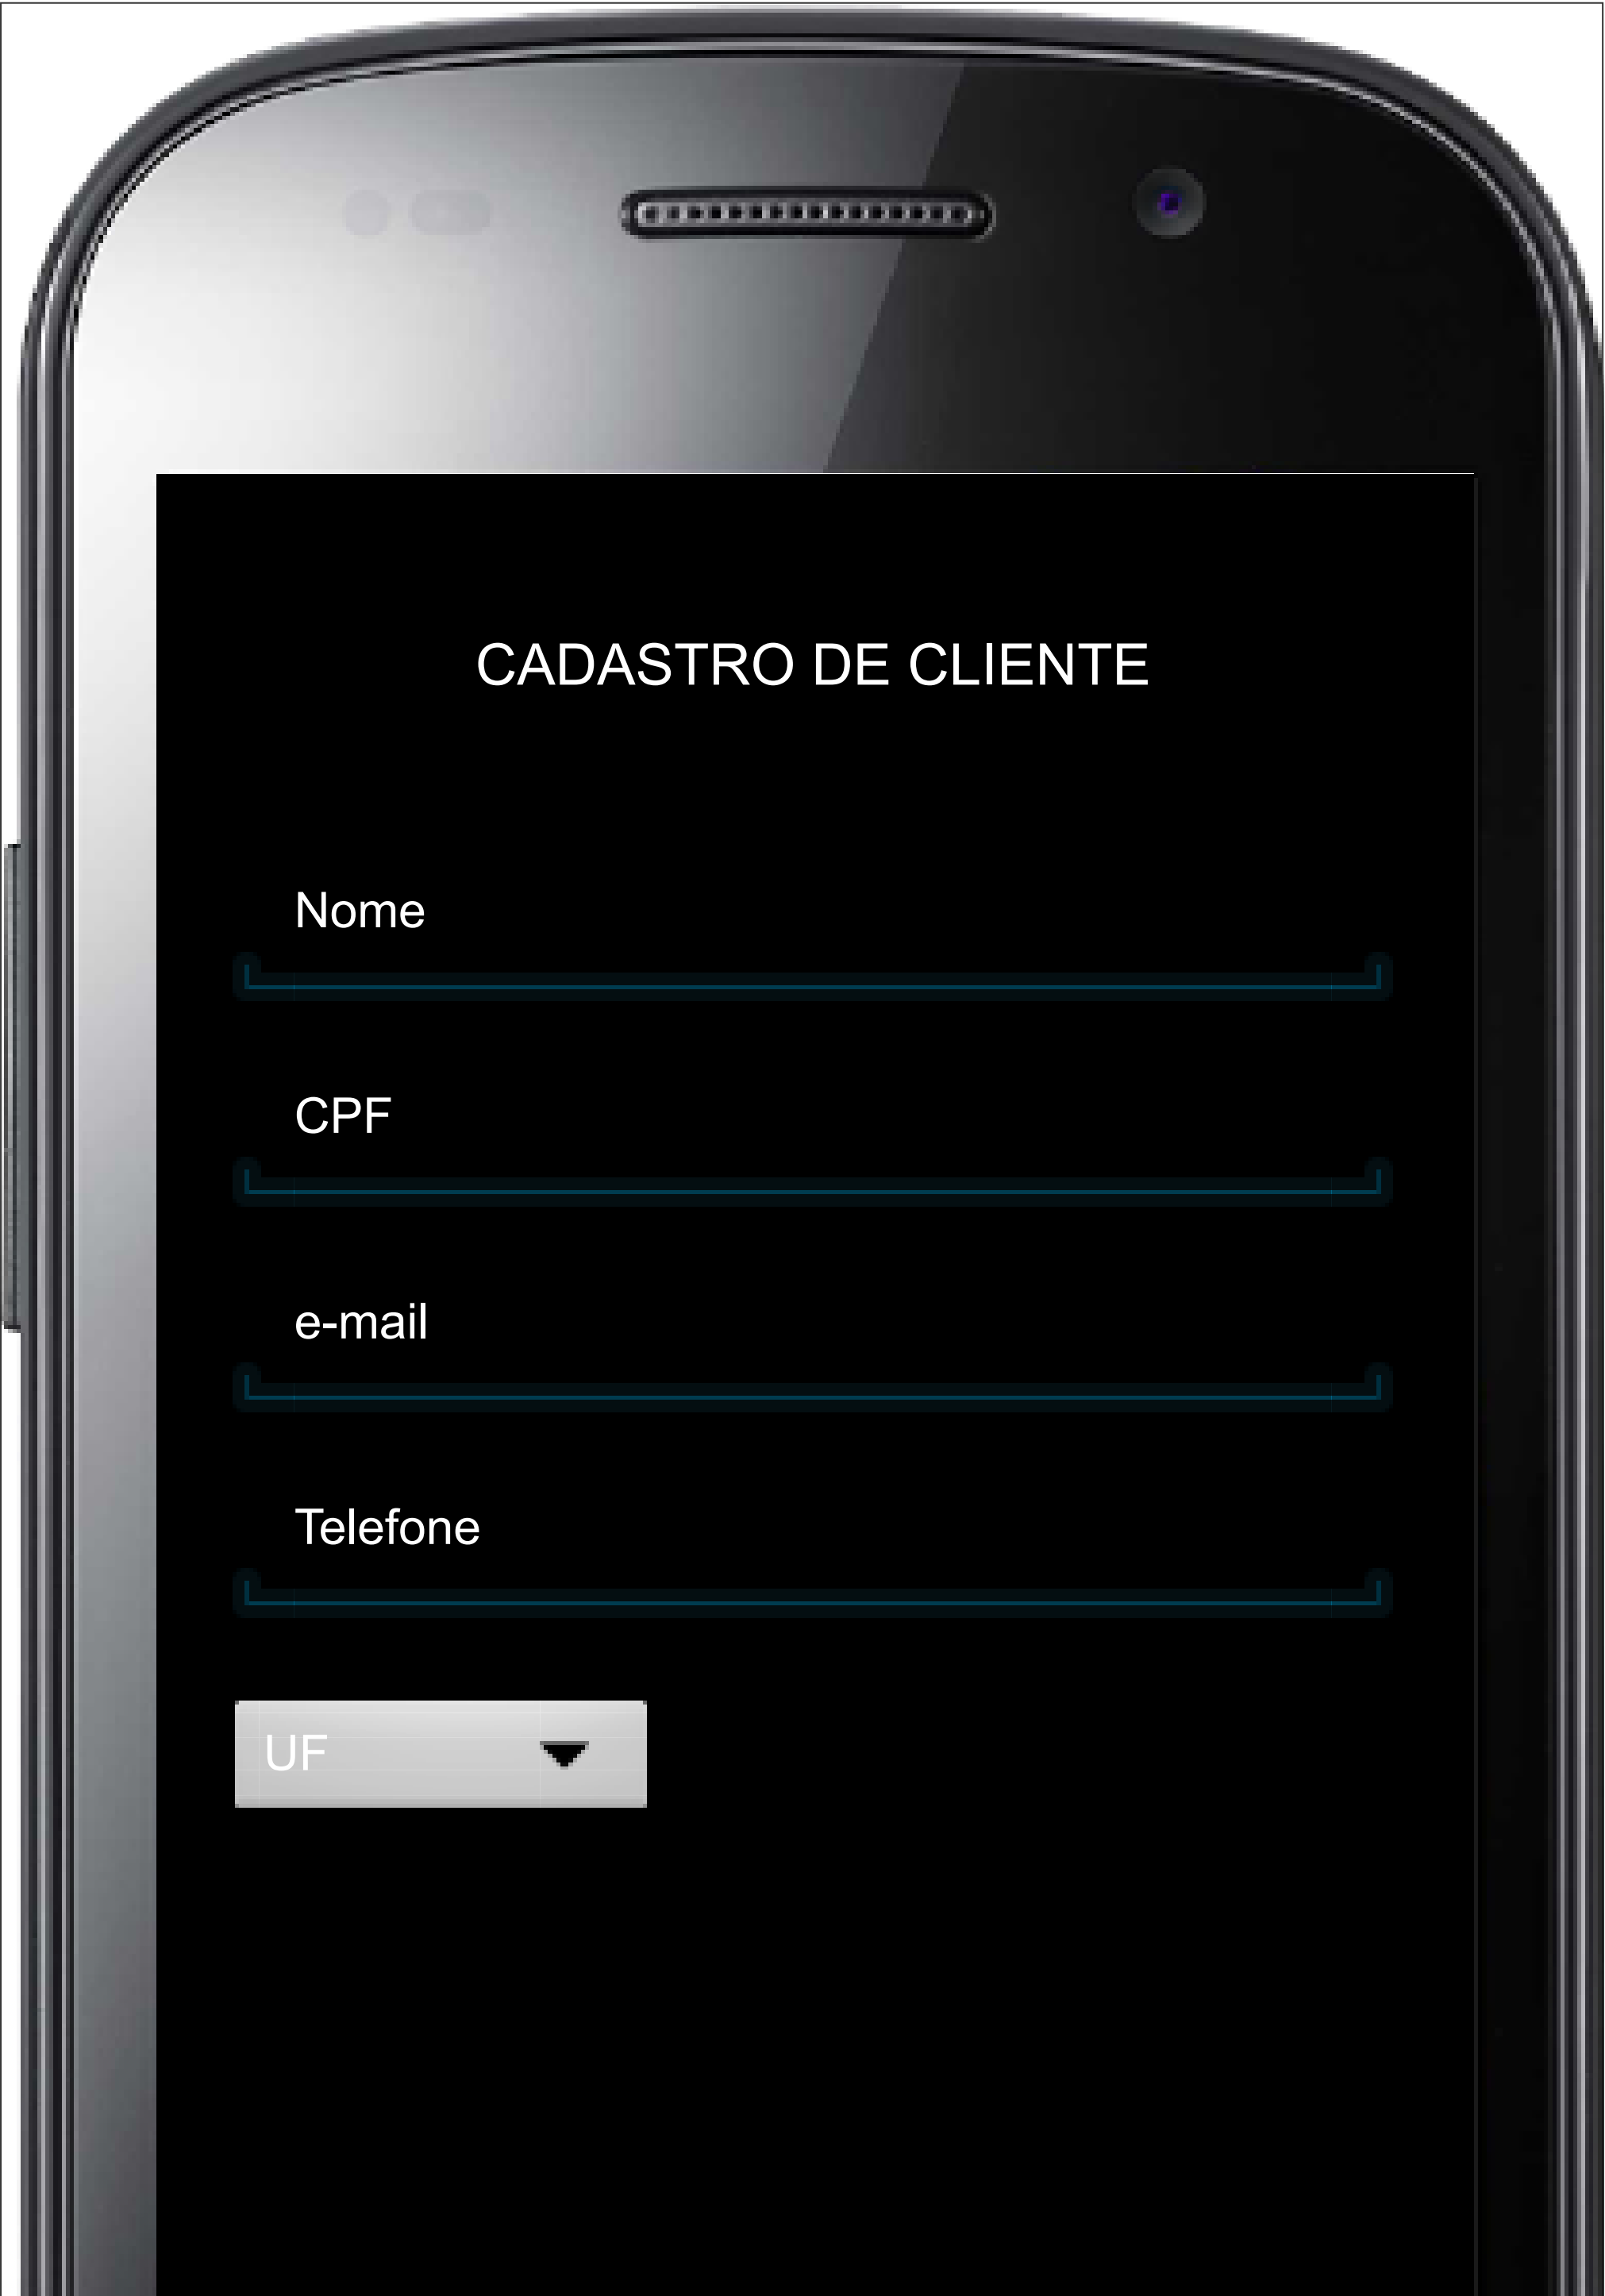 CADASTRO DE CLIENTE
Nome
CPF
e-mail
Telefone
UF